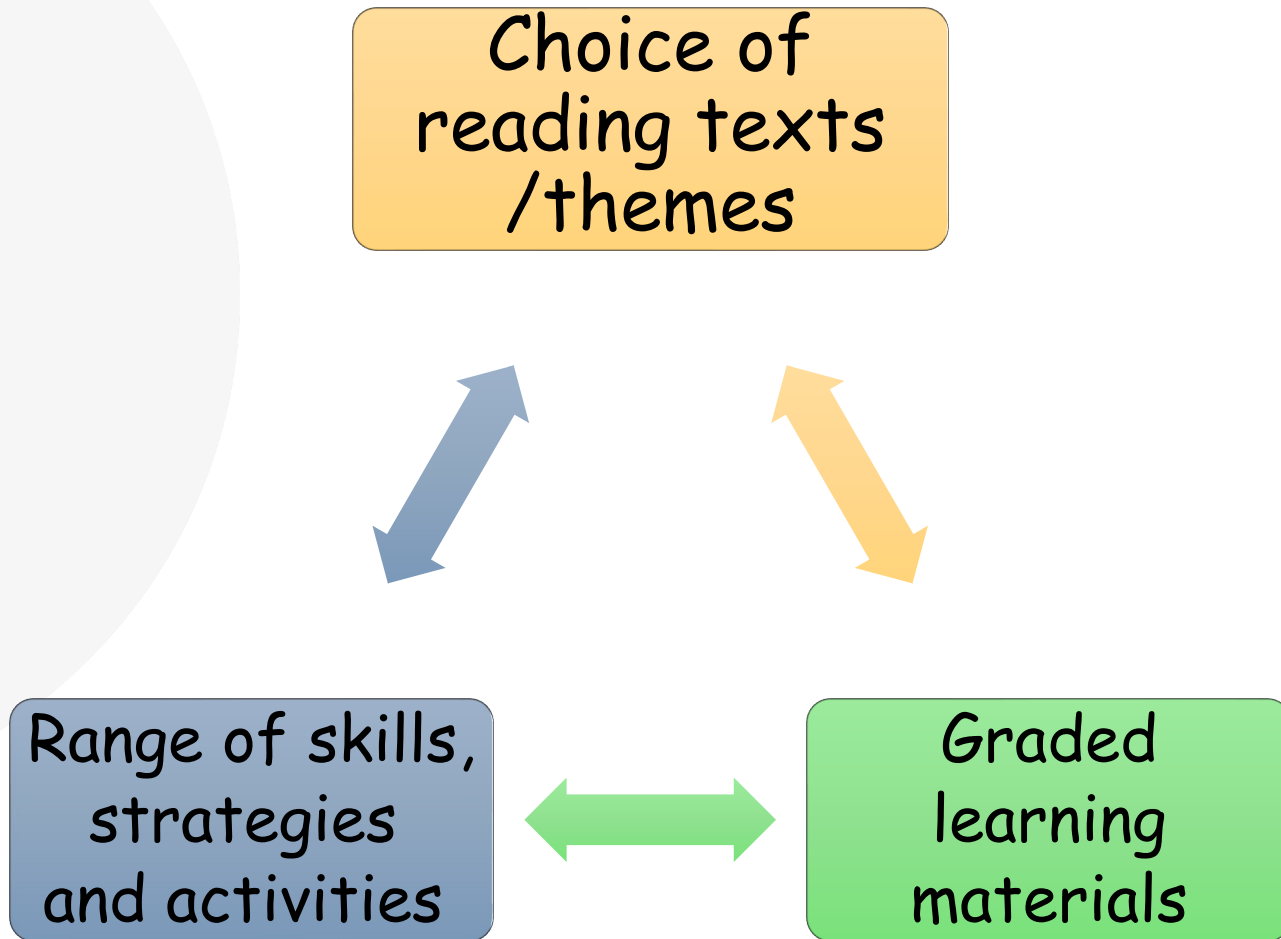 Choice of
reading texts
/themes
Range of skills,
strategies
and activities
Graded
learning
materials